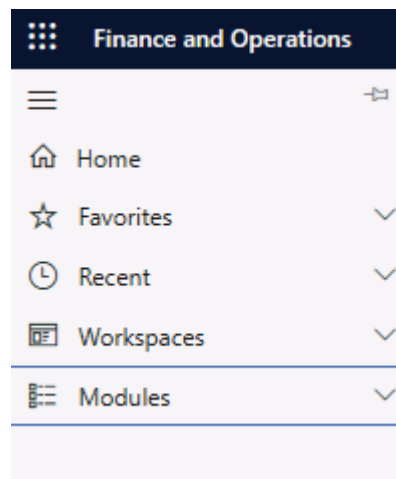 Finance and Operations
Home
Favorites
Recent
Workspaces
Modules